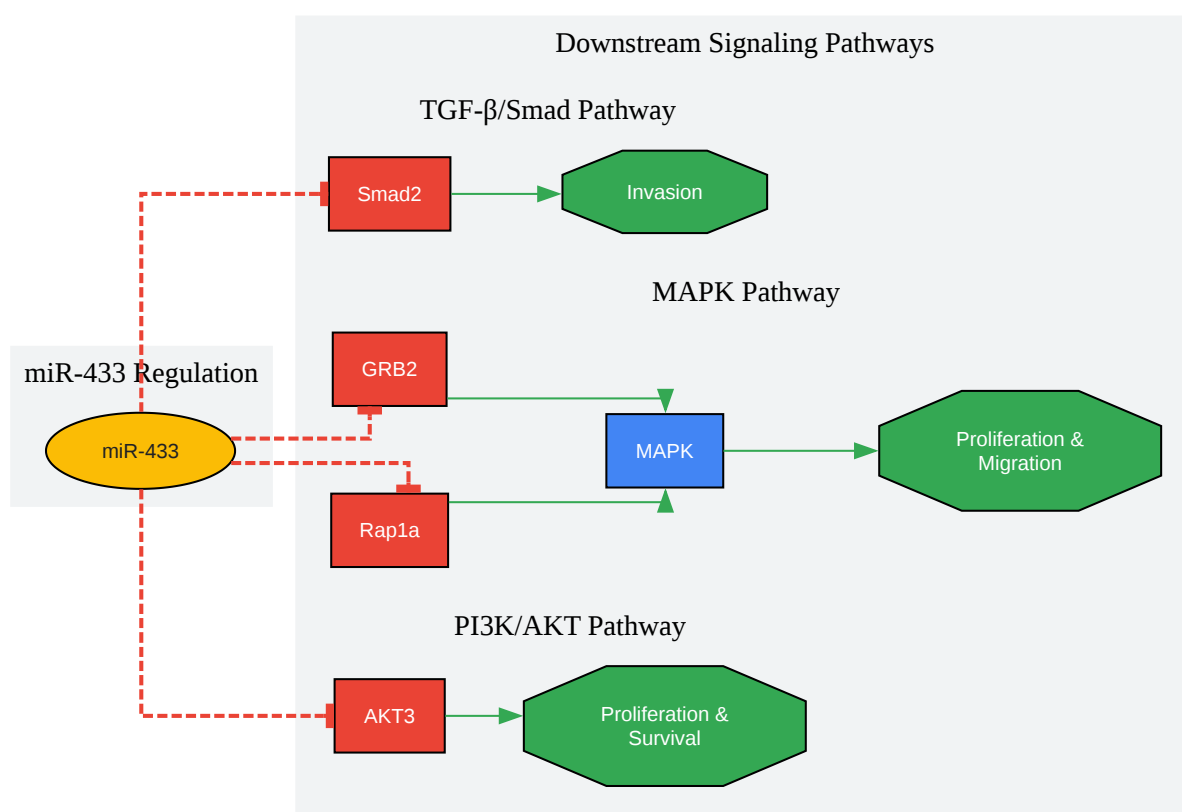 Downstream Signaling Pathways
TGF-β/Smad Pathway
Smad2
Invasion
MAPK Pathway
GRB2
miR-433 Regulation
miR-433
MAPK
Proliferation &
Migration
Rap1a
PI3K/AKT Pathway
AKT3
Proliferation &
Survival